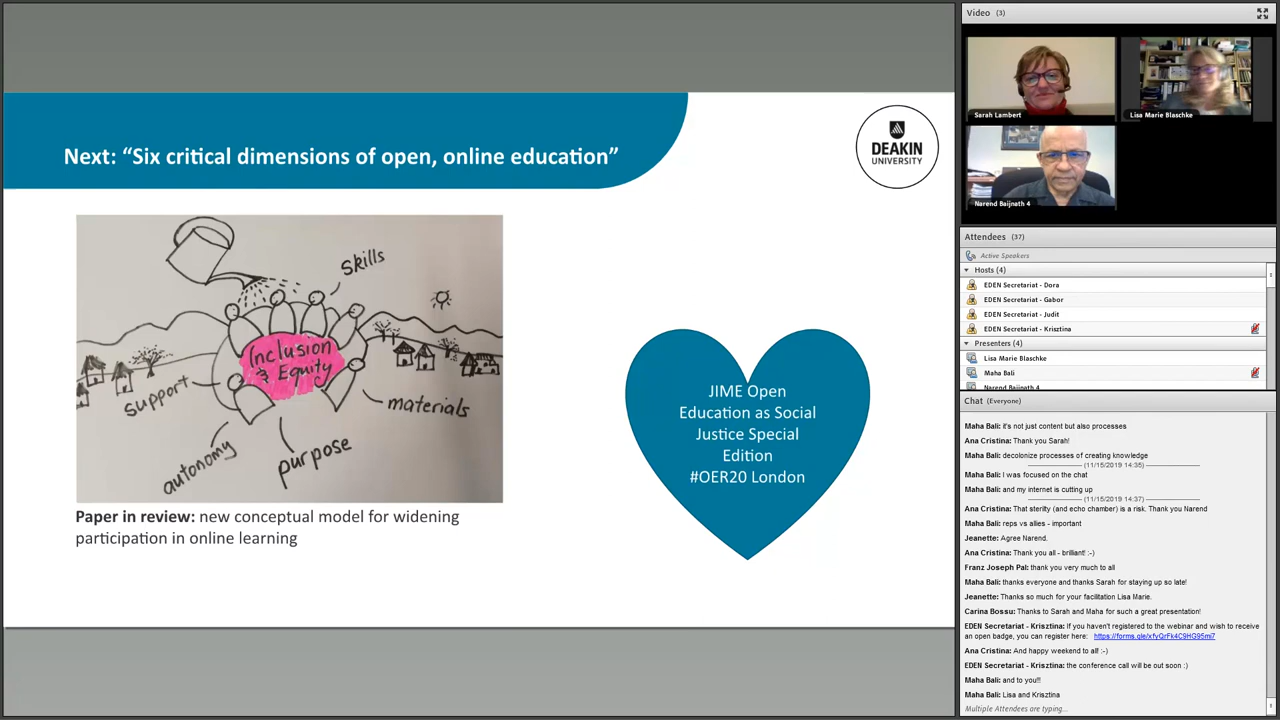 Next: “Six critical dimensions of open, online education”
DEAKIN
UNIVERSITY
Skills
Inclusion
& Equity
support
materials
autonomy
purpose
Paper in review: new conceptual model for widening
participation in online learning
JIME Open
Education as Social
Justice Special
Edition
#OER20 London
Video (3)
Sarah Lambert
Lisa Marie Blaschke
Narend Baijnath 4
Attendees (37)
Active Speakers
Hosts (4)
EDEN Secretariat - Dora
EDEN Secretariat - Gabor
EDEN Secretariat - Judit
EDEN Secretariat - Krisztina
Presenters (4)
Lisa Marie Blaschke
Maha Bali
Narend Baijnath 4
Chat (Everyone)
Maha Bali: it's not just content but also processes
Ana Cristina: Thank you Sarah!
Maha Bali: decolonize processes of creating knowledge
(11/15/2019 14:35)
Maha Bali: I was focused on the chat
Maha Bali: and my internet is cutting up
(11/15/2019 14:37)
Ana Cristina: That sterility (and echo chamber) is a risk. Thank you Narend
Maha Bali: reps vs allies - important
Jeanette: Agree Narend.
Ana Cristina: Thank you all - brilliant! :-)
Franz Joseph Pal: thank you very much to all
Maha Bali: thanks everyone and thanks Sarah for staying up so late!
Jeanette: Thanks so much for your facilitation Lisa Marie.
Carina Bossu: Thanks to Sarah and Maha for such a great presentation!
EDEN Secretariat - Krisztina: If you haven't registered to the webinar and wish to receive
an open badge, you can register here: https://forms.gle/xfyQrFk4C9HG95mi7
Ana Cristina: And happy weekend to all! :-)
EDEN Secretariat - Krisztina: the conference call will be out soon :)
Maha Bali: and to you!!
Maha Bali: Lisa and Krisztina
Multiple Attendees are typing...